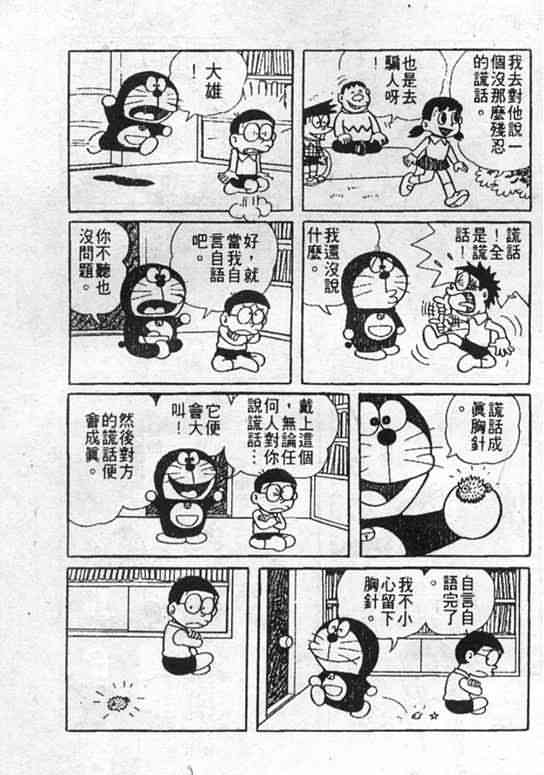 我去對他說一
個沒那麼殘忍
的謊話。
也是去
騙人呀
！
大雄
！
謊話
！全
是謊
話！
我還沒說
什麼。
好，就
當我自
言自語
吧。
你不聽也
沒問題。
謊話成
眞胸針
。
戴上這個
，無論任
何人對你
說謊話…
它便
會大
叫！
然後對方
的謊話便
會成眞。
自言自
語完了
。
我不小
心留下
胸針。